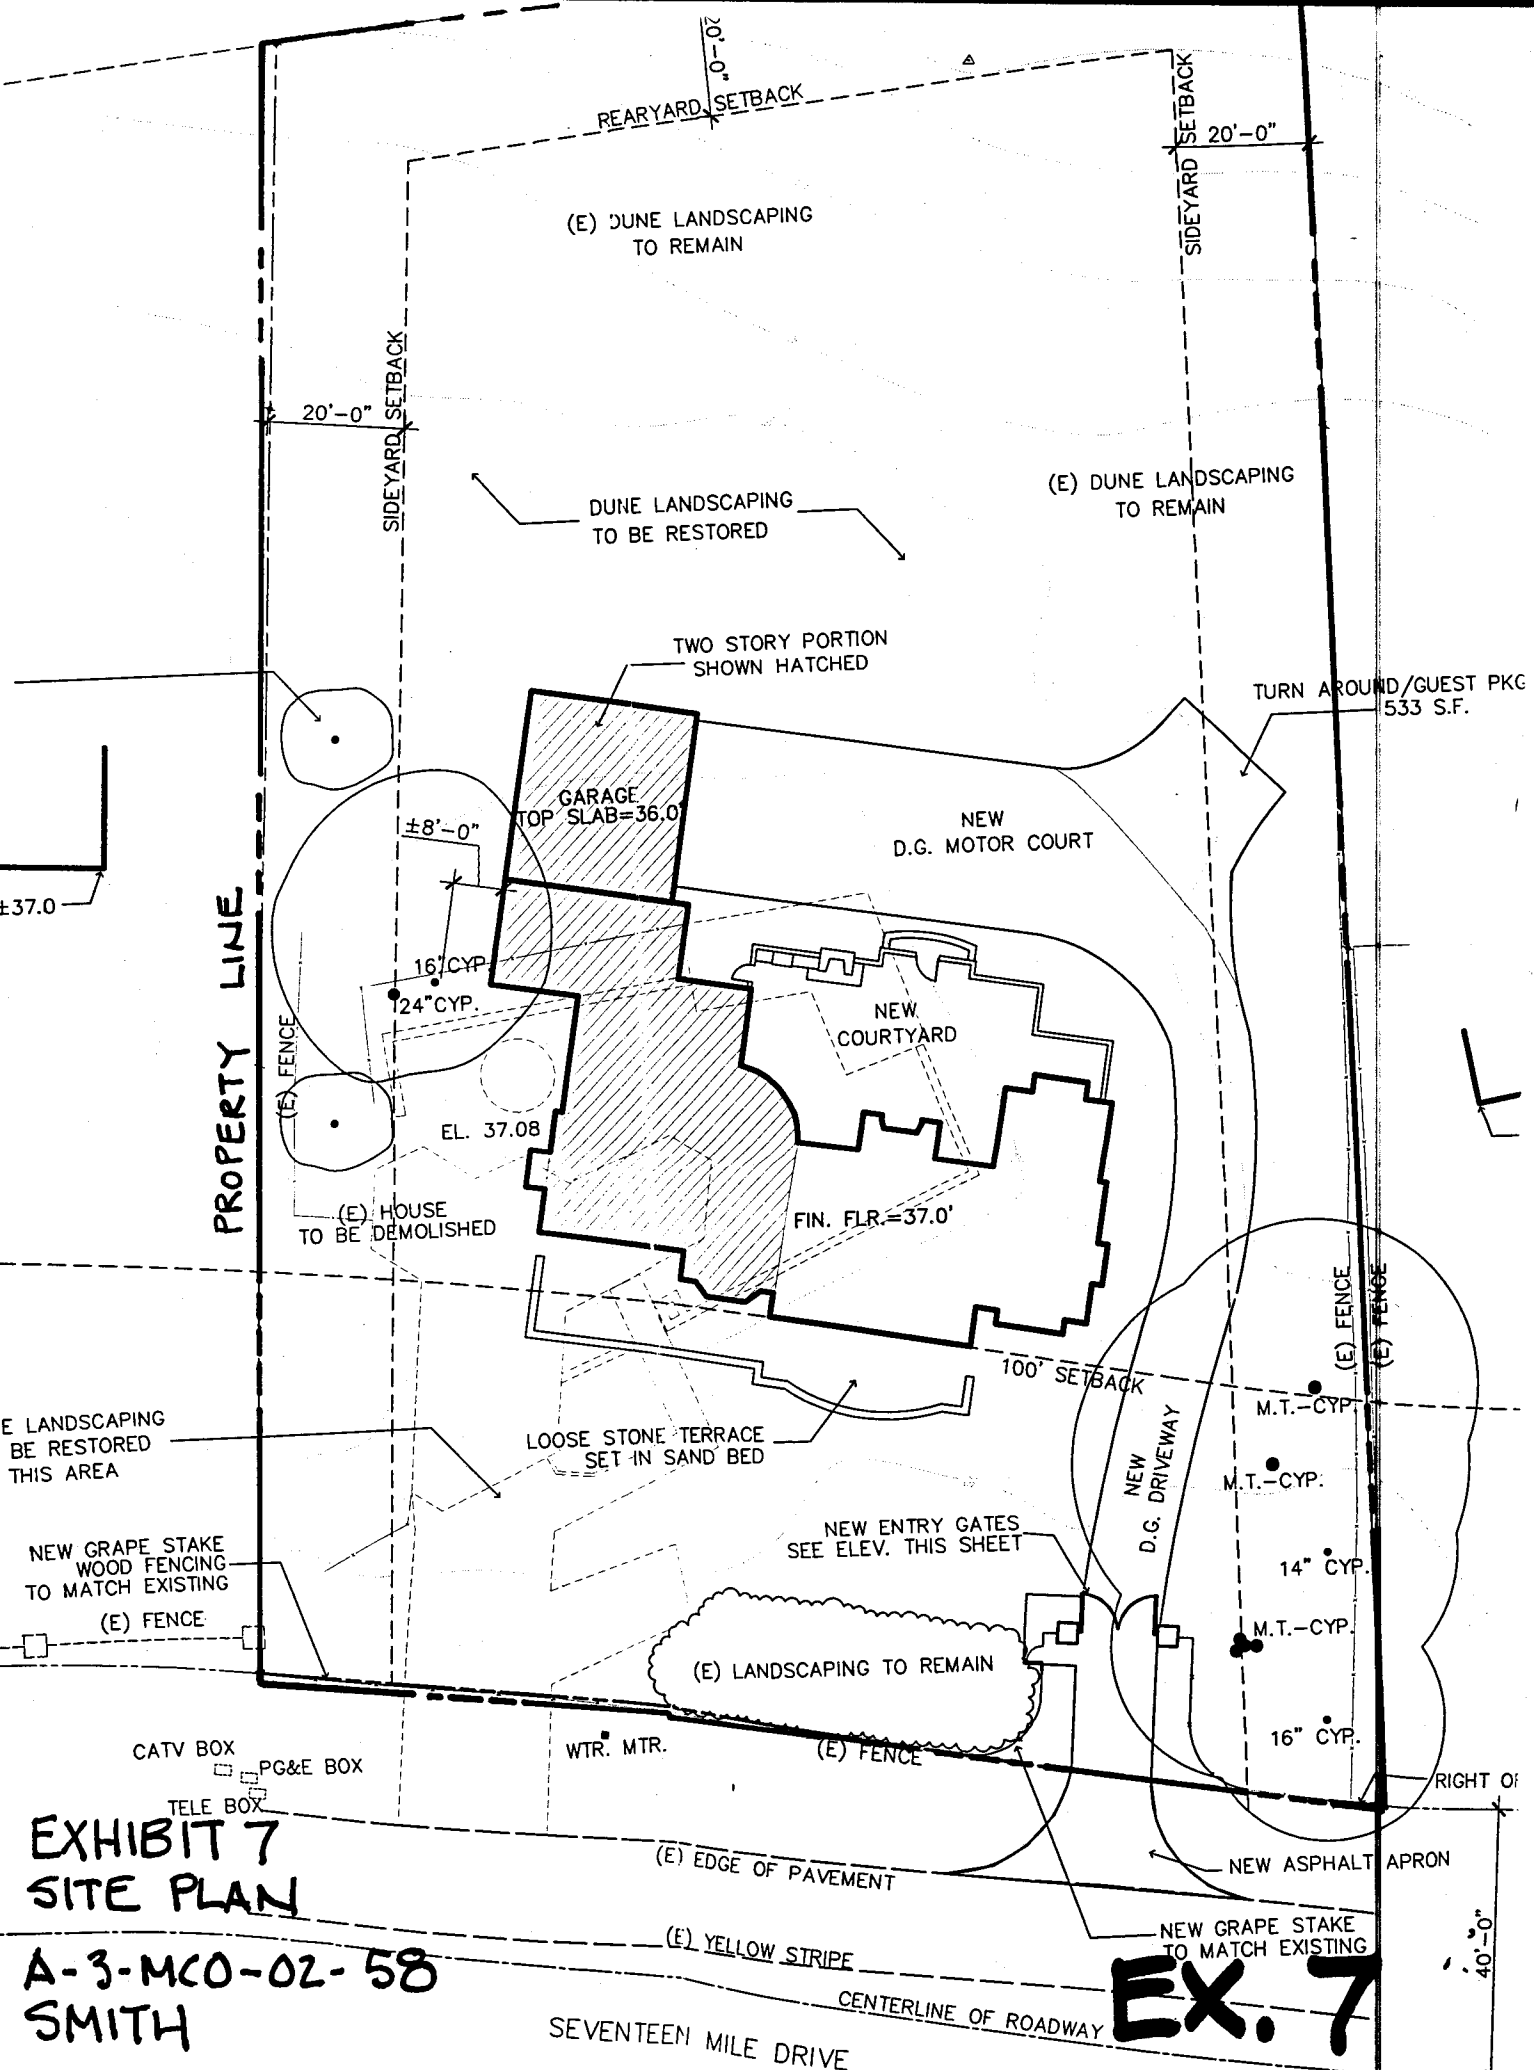 20'-0"
REARYARD SETBACK
SIDEYARD SETBACK
20'-0"
(E) DUNE LANDSCAPING
TO REMAIN
SIDEYARD SETBACK
20'-0"
(E) DUNE LANDSCAPING
TO REMAIN
DUNE LANDSCAPING
TO BE RESTORED
TWO STORY PORTION
SHOWN HATCHED
TURN AROUND/GUEST PKG
533 S.F.
GARAGE
TOP SLAB=36.0'
±8'-0"
NEW
D.G. MOTOR COURT
±37.0
PROPERTY LINE
16"CYP.
24"CYP.
(E) FENCE
NEW
COURTYARD
EL. 37.08
(E) HOUSE
TO BE DEMOLISHED
FIN. FLR.=37.0'
(E) FENCE
(E) FENCE
100' SETBACK
M.T.-CYP.
E LANDSCAPING
BE RESTORED
THIS AREA
LOOSE STONE TERRACE
SET IN SAND BED
NEW
D.G. DRIVEWAY
M.T.-CYP.
NEW ENTRY GATES
SEE ELEV. THIS SHEET
14" CYP.
NEW GRAPE STAKE
WOOD FENCING
TO MATCH EXISTING
(E) FENCE
M.T.-CYP.
(E) LANDSCAPING TO REMAIN
16" CYP.
CATV BOX
PG&E BOX
TELE BOX
WTR. MTR.
(E) FENCE
RIGHT OF
EXHIBIT 7
SITE PLAN
(E) EDGE OF PAVEMENT
NEW ASPHALT APRON
NEW GRAPE STAKE
TO MATCH EXISTING
40'-0"
(E) YELLOW STRIPE
A-3-MCO-02-58
SMITH
CENTERLINE OF ROADWAY
EX. 7
SEVENTEEN MILE DRIVE